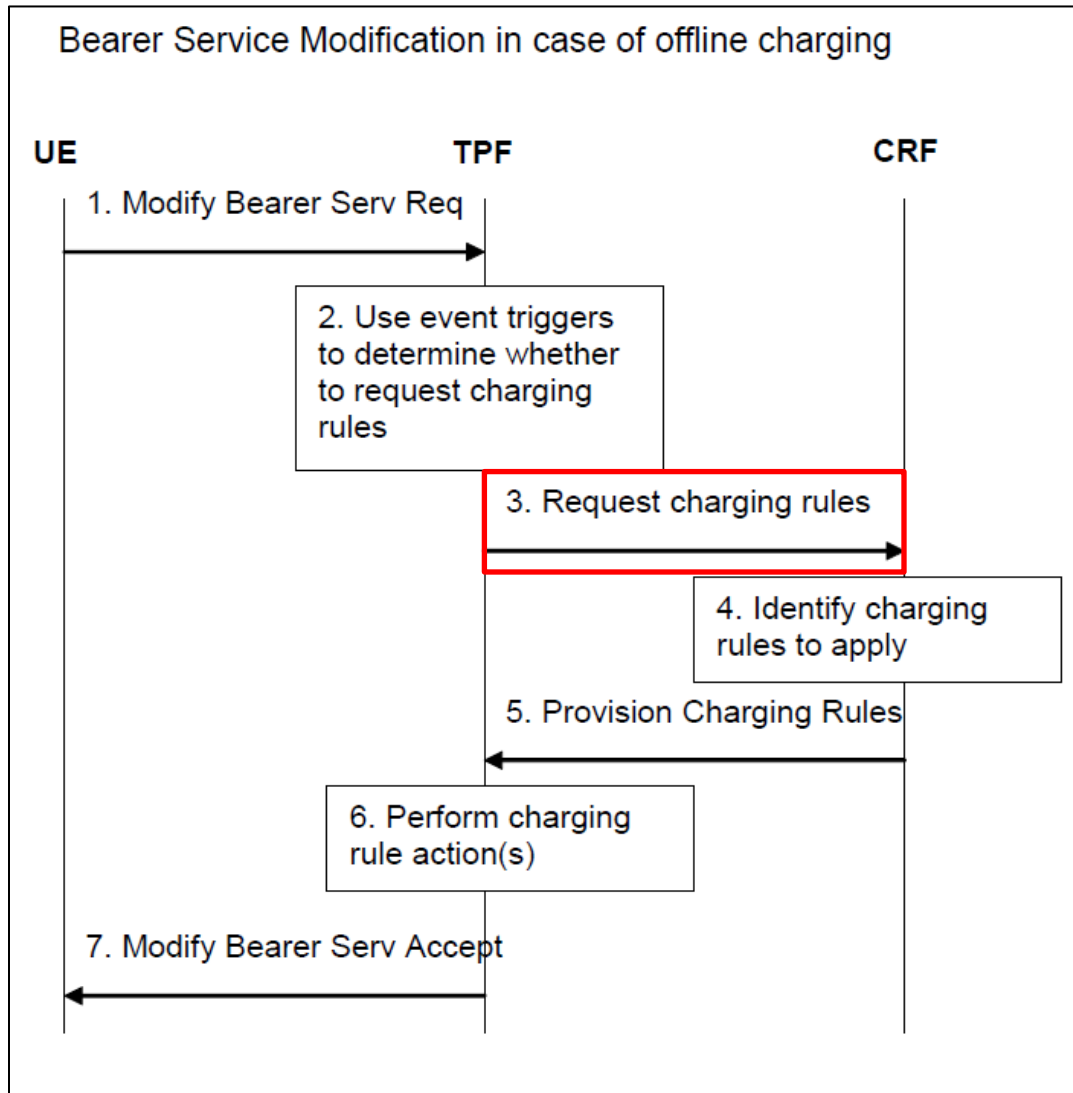 Bearer Service Modification in case of offline charging
UE
TPF
CRF
1. Modify Bearer Serv Req
2. Use event triggers
to determine whether
to request charging
rules
3. Request charging rules
4. Identify charging
rules to apply
5. Provision Charging Rules
6. Perform charging
rule action(s)
7. Modify Bearer Serv Accept